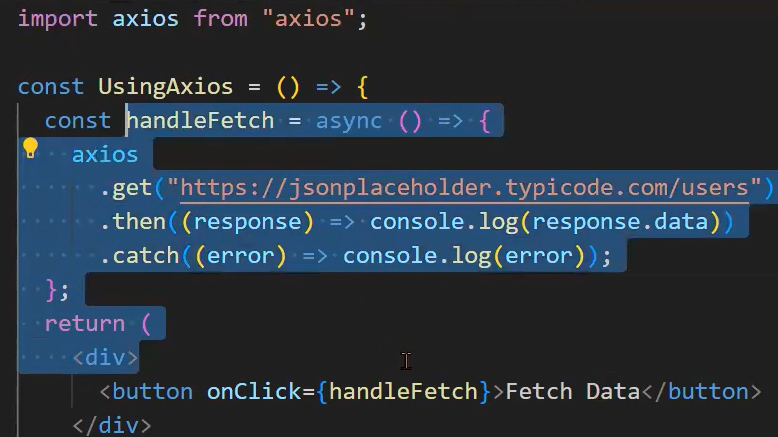 import axios from "axios";
const UsingAxios = () => {
const handleFetch = async () => {
axios
.get("https://jsonplaceholder.typicode.com/users")
.then((response) => console.log(response.data))
.catch((error) => console.log(error));
};
return (
<div>
<button onClick={handleFetch}>Fetch Data</button>
</div>